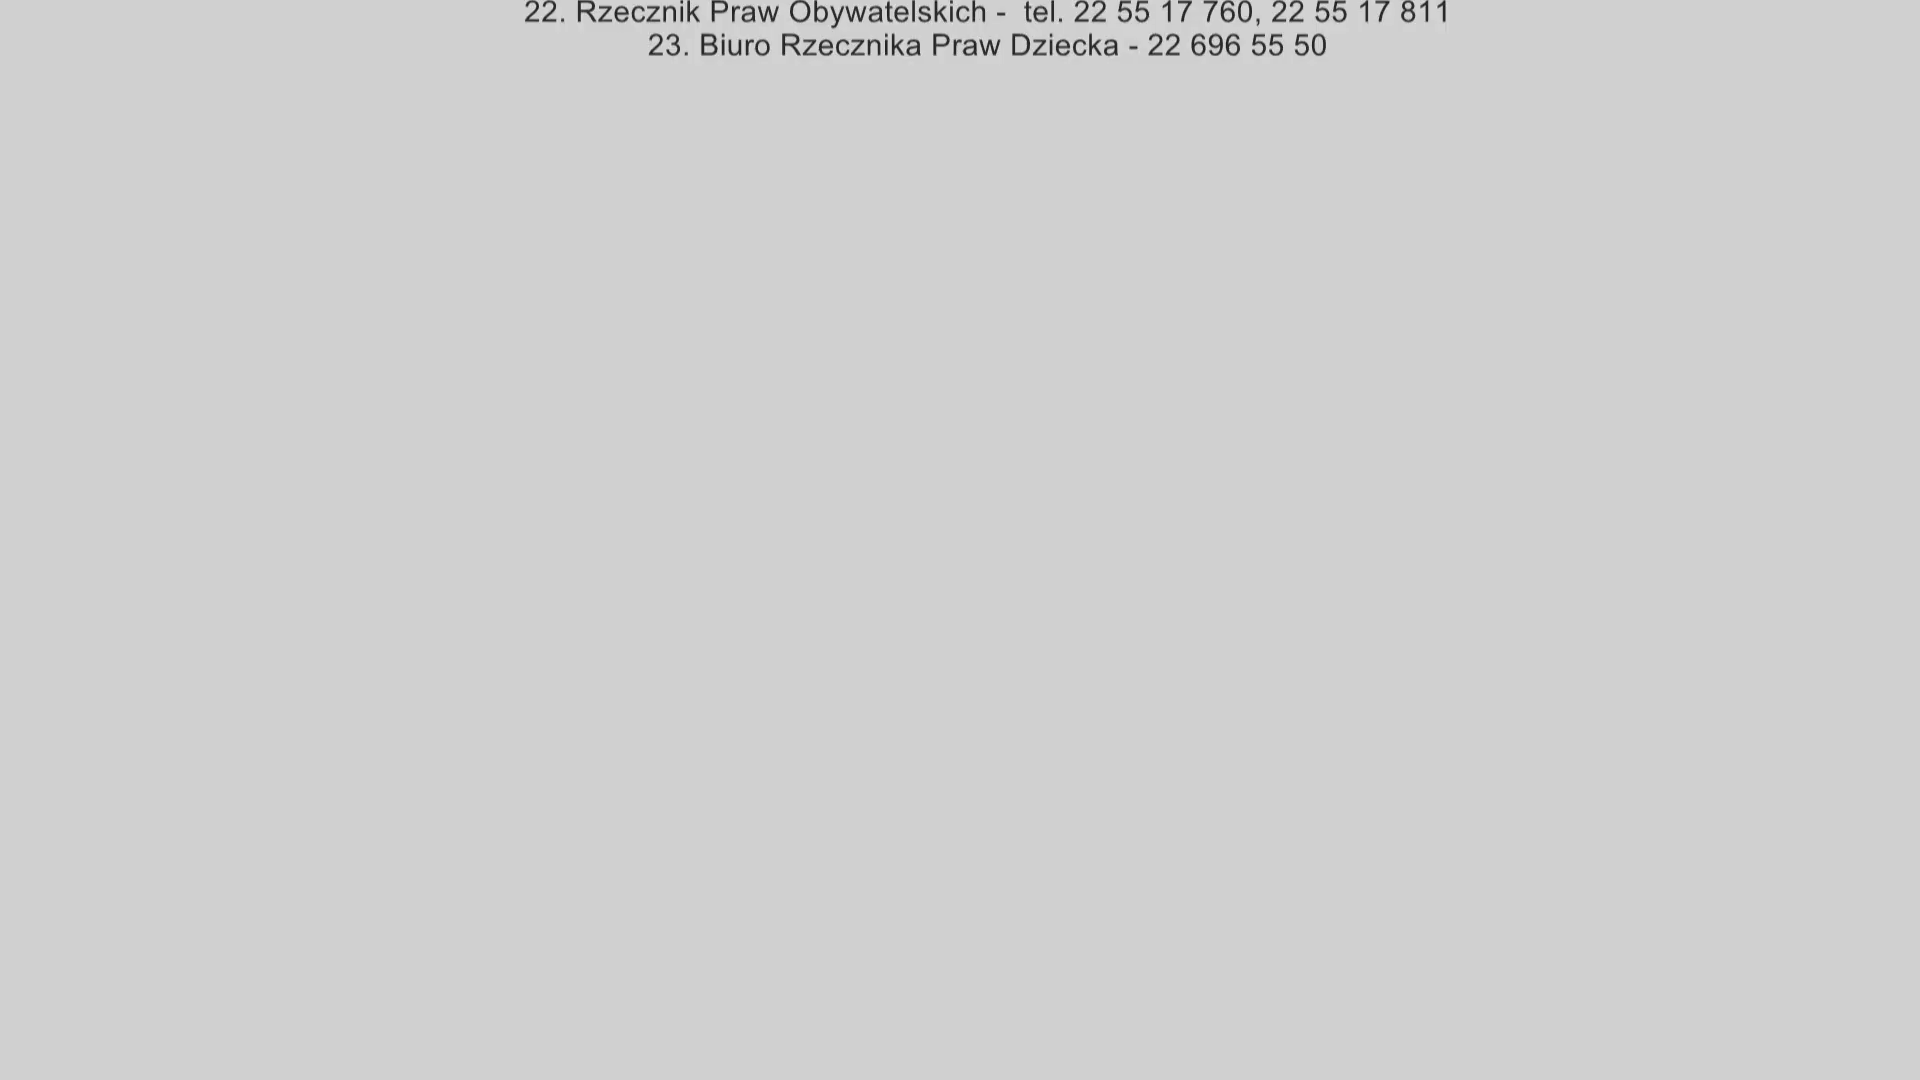 22. Rzecznik Praw Obywatelskich -  tel. 22 55 17 760, 22 55 17 811
23. Biuro Rzecznika Praw Dziecka - 22 696 55 50